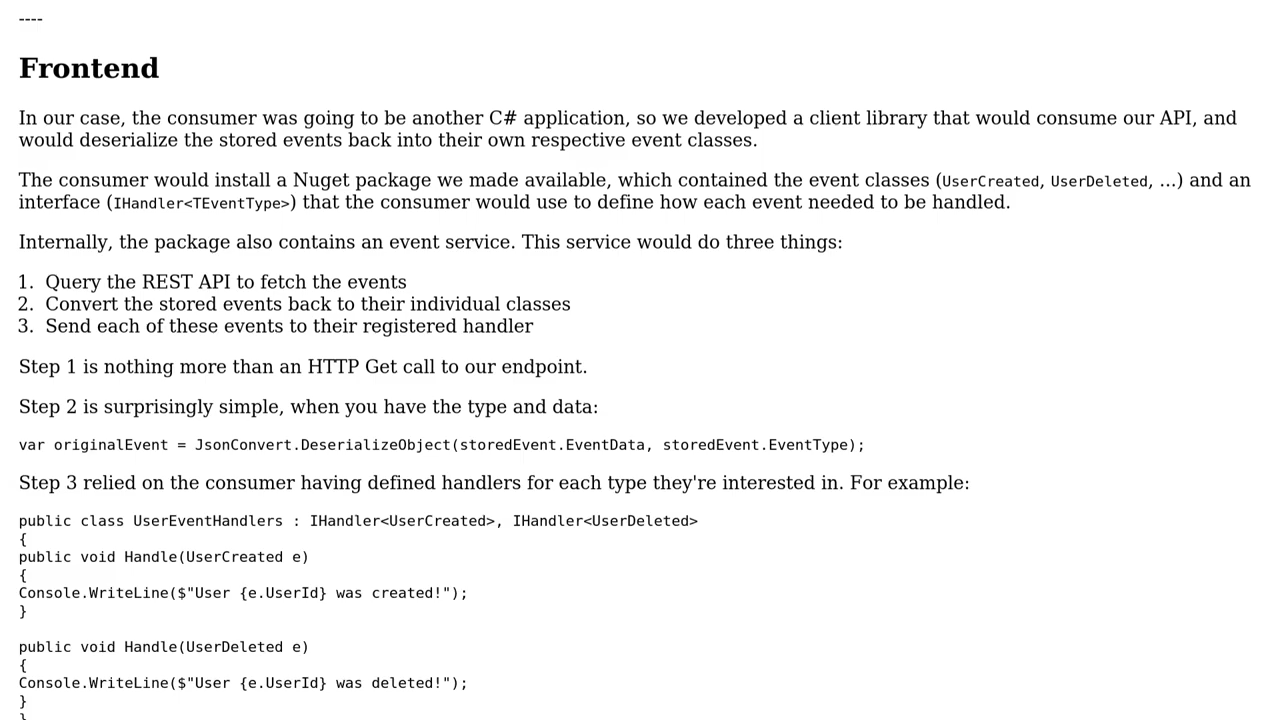 ----
Frontend
In our case, the consumer was going to be another C# application, so we developed a client library that would consume our API, and
would deserialize the stored events back into their own respective event classes.
The consumer would install a Nuget package we made available, which contained the event classes (UserCreated, UserDeleted, ...) and an
interface (IHandler<TEventType>) that the consumer would use to define how each event needed to be handled.
Internally, the package also contains an event service. This service would do three things:
1. Query the REST API to fetch the events
2. Convert the stored events back to their individual classes
3. Send each of these events to their registered handler
Step 1 is nothing more than an HTTP Get call to our endpoint.
Step 2 is surprisingly simple, when you have the type and data:
var originalEvent = JsonConvert.DeserializeObject(storedEvent.EventData, storedEvent.EventType);
Step 3 relied on the consumer having defined handlers for each type they're interested in. For example:
public class UserEventHandlers : IHandler<UserCreated>, IHandler<UserDeleted>
{
public void Handle(UserCreated e)
{
Console.WriteLine($"User {e.UserId} was created!");
}
public void Handle(UserDeleted e)
{
Console.WriteLine($"User {e.UserId} was deleted!");
}
}